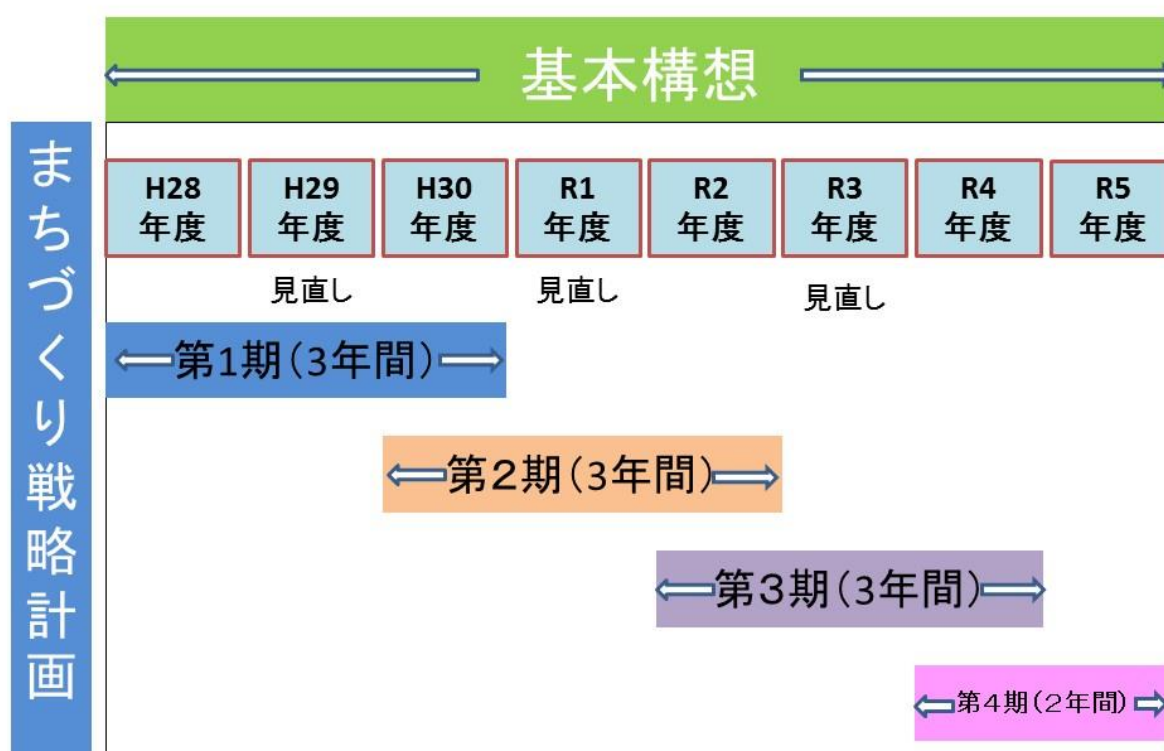 基本構想
まちづくり戦略計画
H28
年度
H29
年度
H30
年度
R1
年度
R2
年度
R3
年度
R4
年度
R5
年度
見直し
見直し
見直し
第1期(3年間)
第2期(3年間)
第3期(3年間)
第4期(2年間)